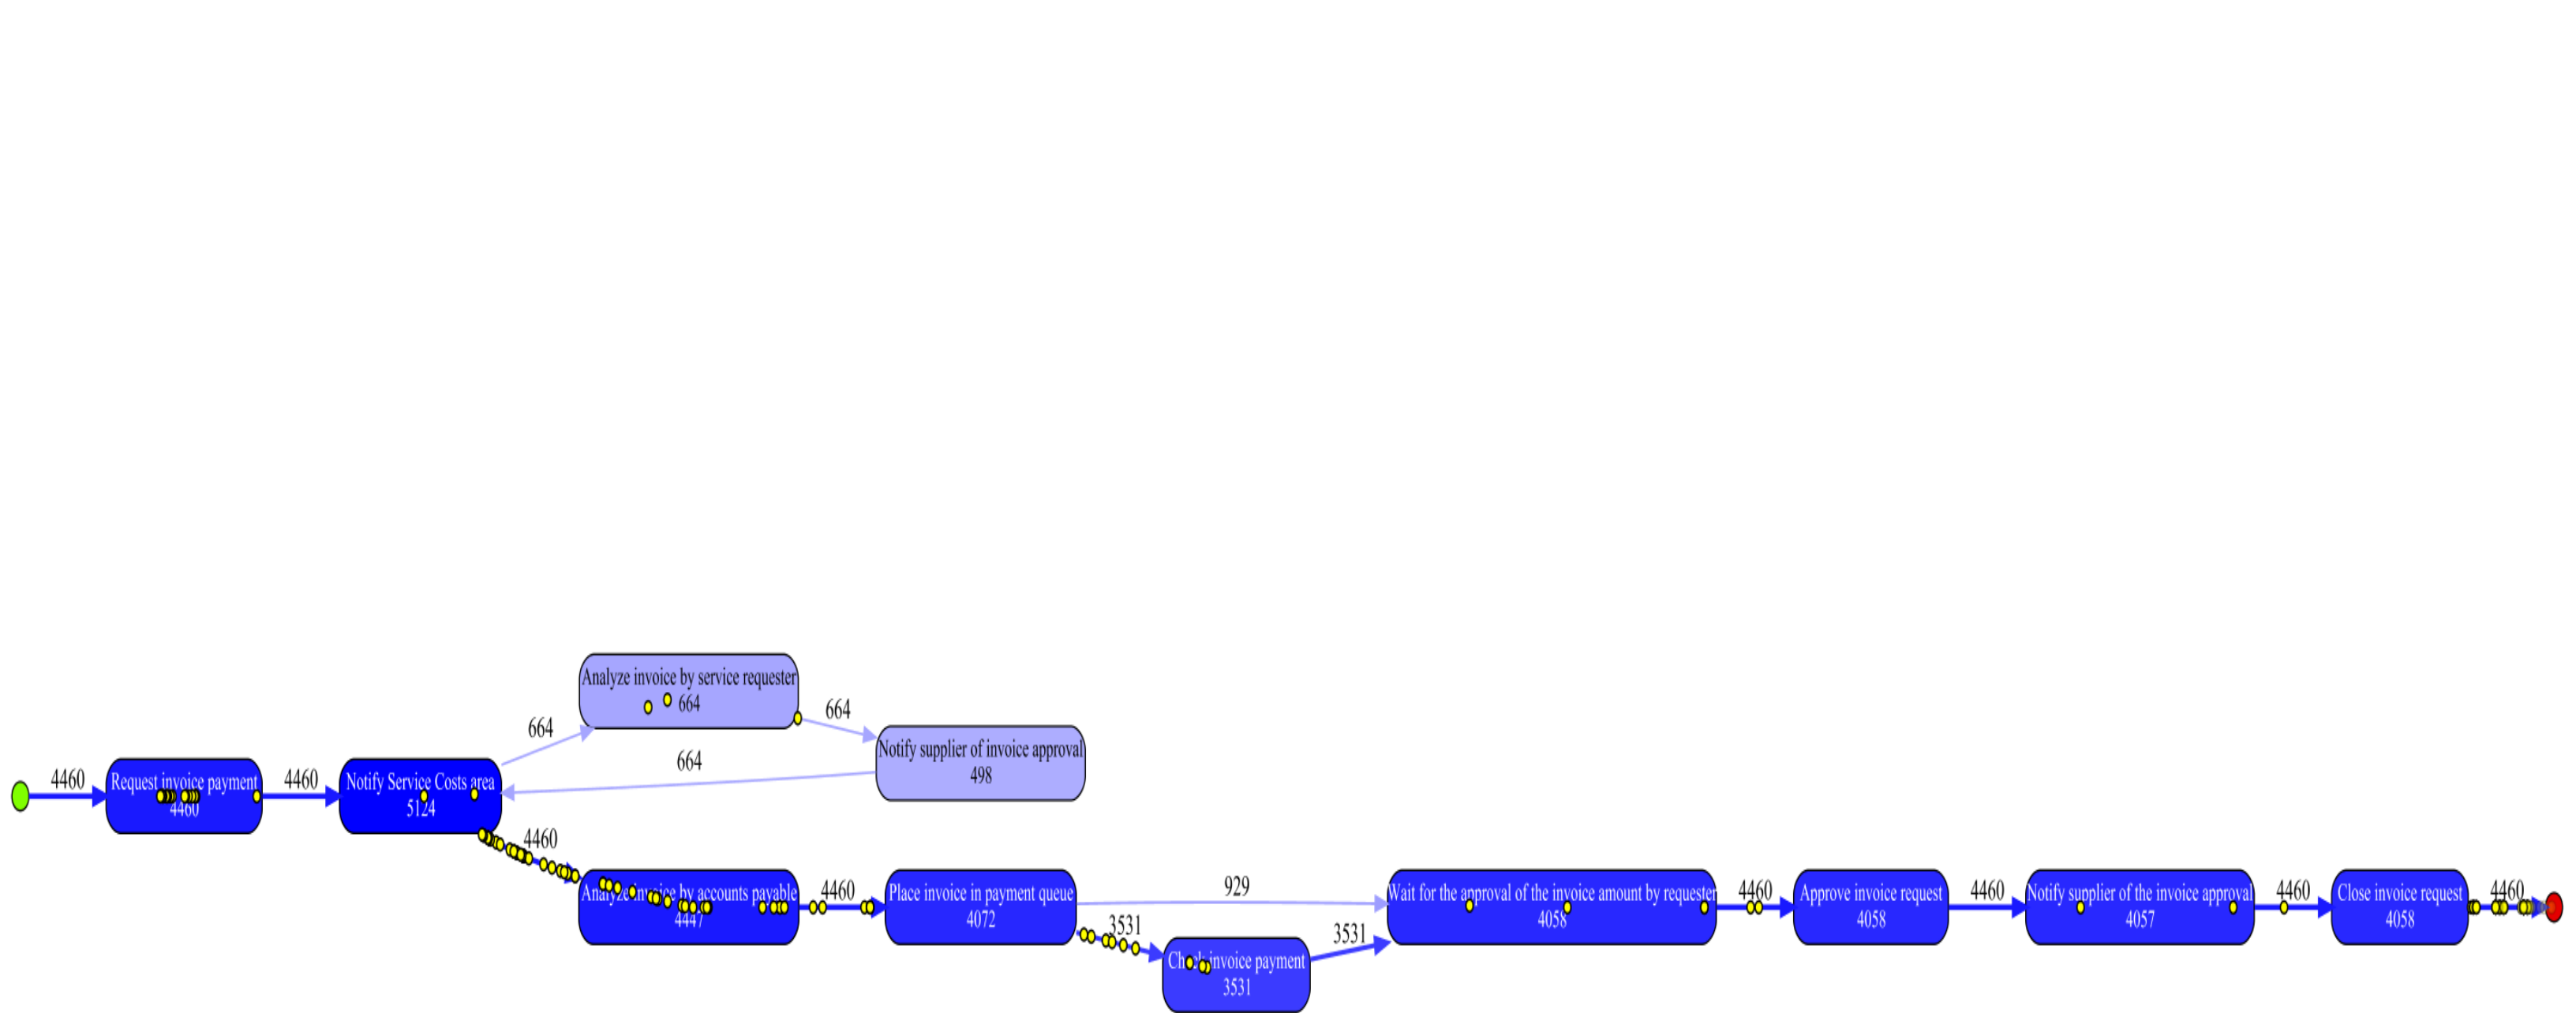 4460
Request invoice payment
4460
4460
Notify Service Costs area
5124
664
Analyze invoice by service requester
664
664
Notify supplier of invoice approval
498
664
4460
Analyze invoice by accounts payable
4447
4460
Place invoice in payment queue
4072
929
3531
Check invoice payment
3531
3531
Wait for the approval of the invoice amount by requester
4058
4460
Approve invoice request
4058
4460
Notify supplier of the invoice approval
4057
4460
Close invoice request
4058
4460